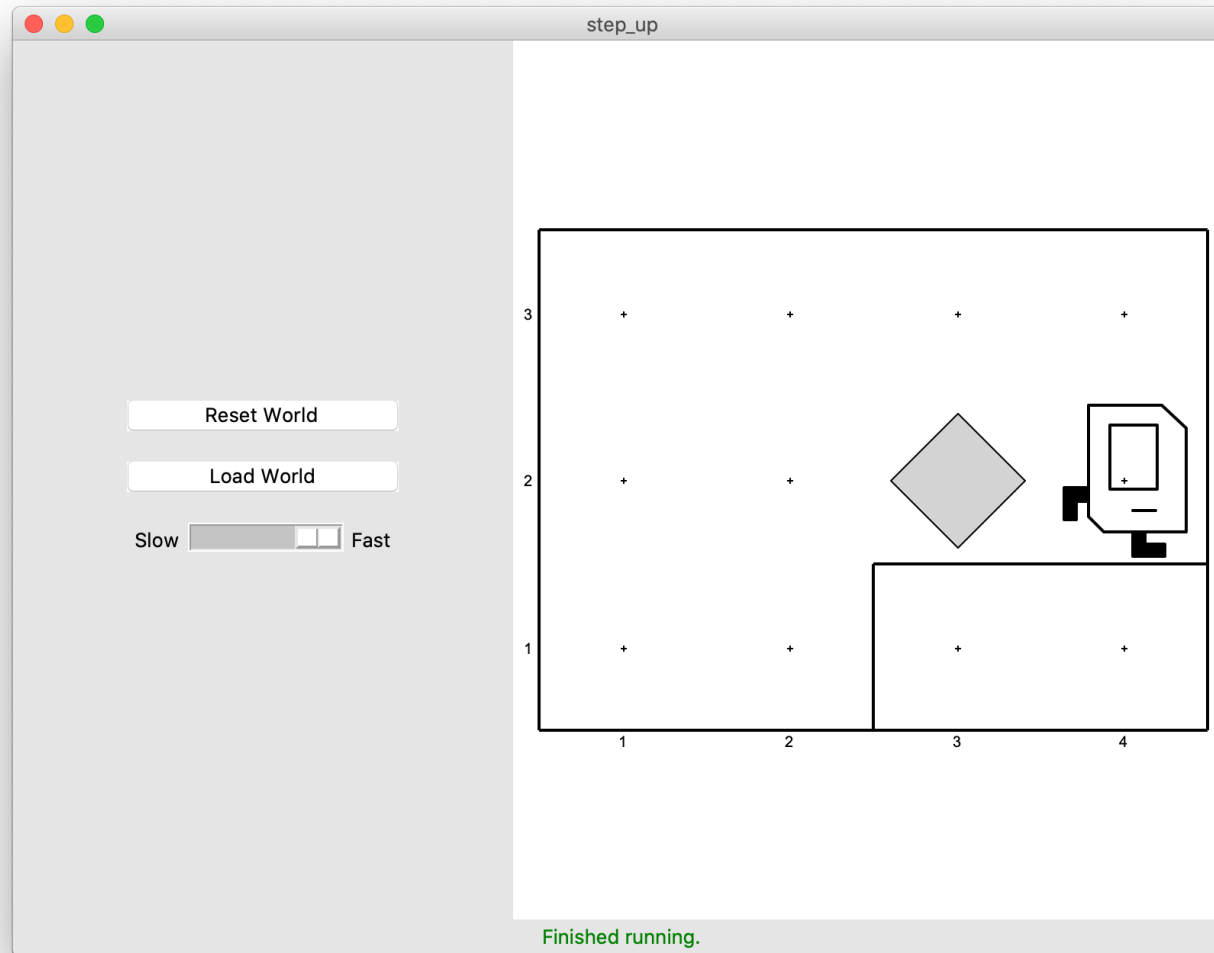 step_up
Reset World
Load World
Slow Fast
3
2
1
1 2 3 4
Finished running.